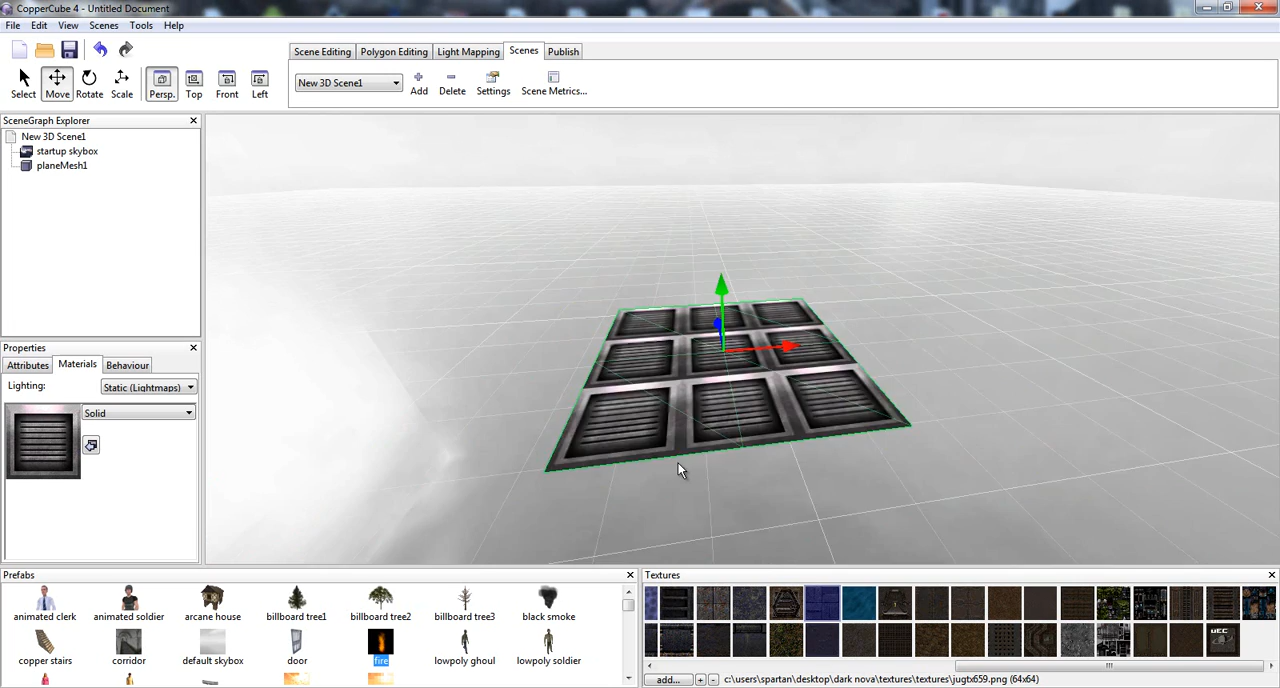 CopperCube 4 - Untitled Document
File Edit View Scenes Tools Help
Scene Editing Polygon Editing Light Mapping Scenes Publish
Select Move Rotate Scale Persp. Top Front Left
New 3D Scene1 Add Delete Settings Scene Metrics...
SceneGraph Explorer
New 3D Scene1
startup skybox
planeMesh1
Properties
Attributes Materials Behaviour
Lighting: Static (Lightmaps)
Solid
Prefabs
animated clerk animated soldier arcane house billboard tree1 billboard tree2 billboard tree3 black smoke
copper stairs corridor default skybox door fire lowpoly ghoul lowpoly soldier
Textures
UEC
add... + - c:\users\spartan\desktop\dark nova\textures\textures\jugtx659.png (64x64)